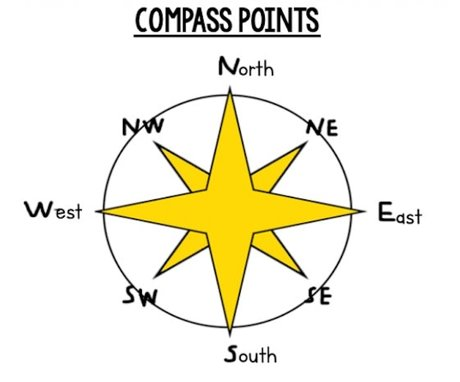 COMPASS POINTS
North
NW NE
West East
SW SE
South